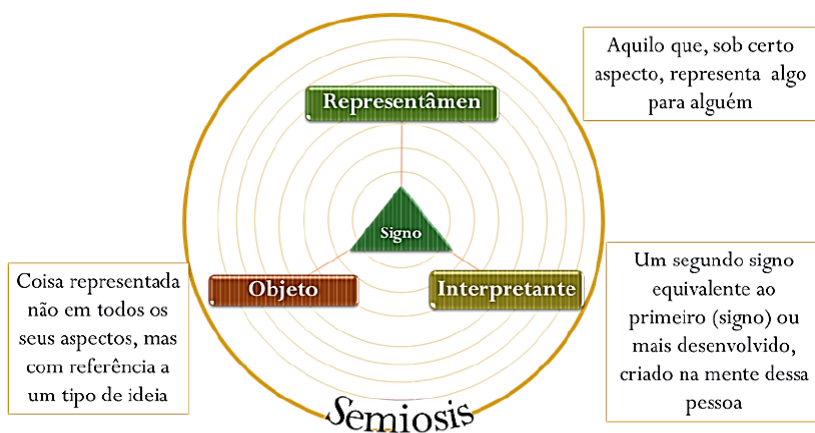 Aquilo que, sob certo
aspecto, representa algo
para alguém
Representâmen
Signo
Objeto
Interpretante
Coisa representada
não em todos os
seus aspectos, mas
com referência a
um tipo de ideia
Um segundo signo
equivalente ao
primeiro (signo) ou
mais desenvolvido,
criado na mente dessa
pessoa
Semiosis